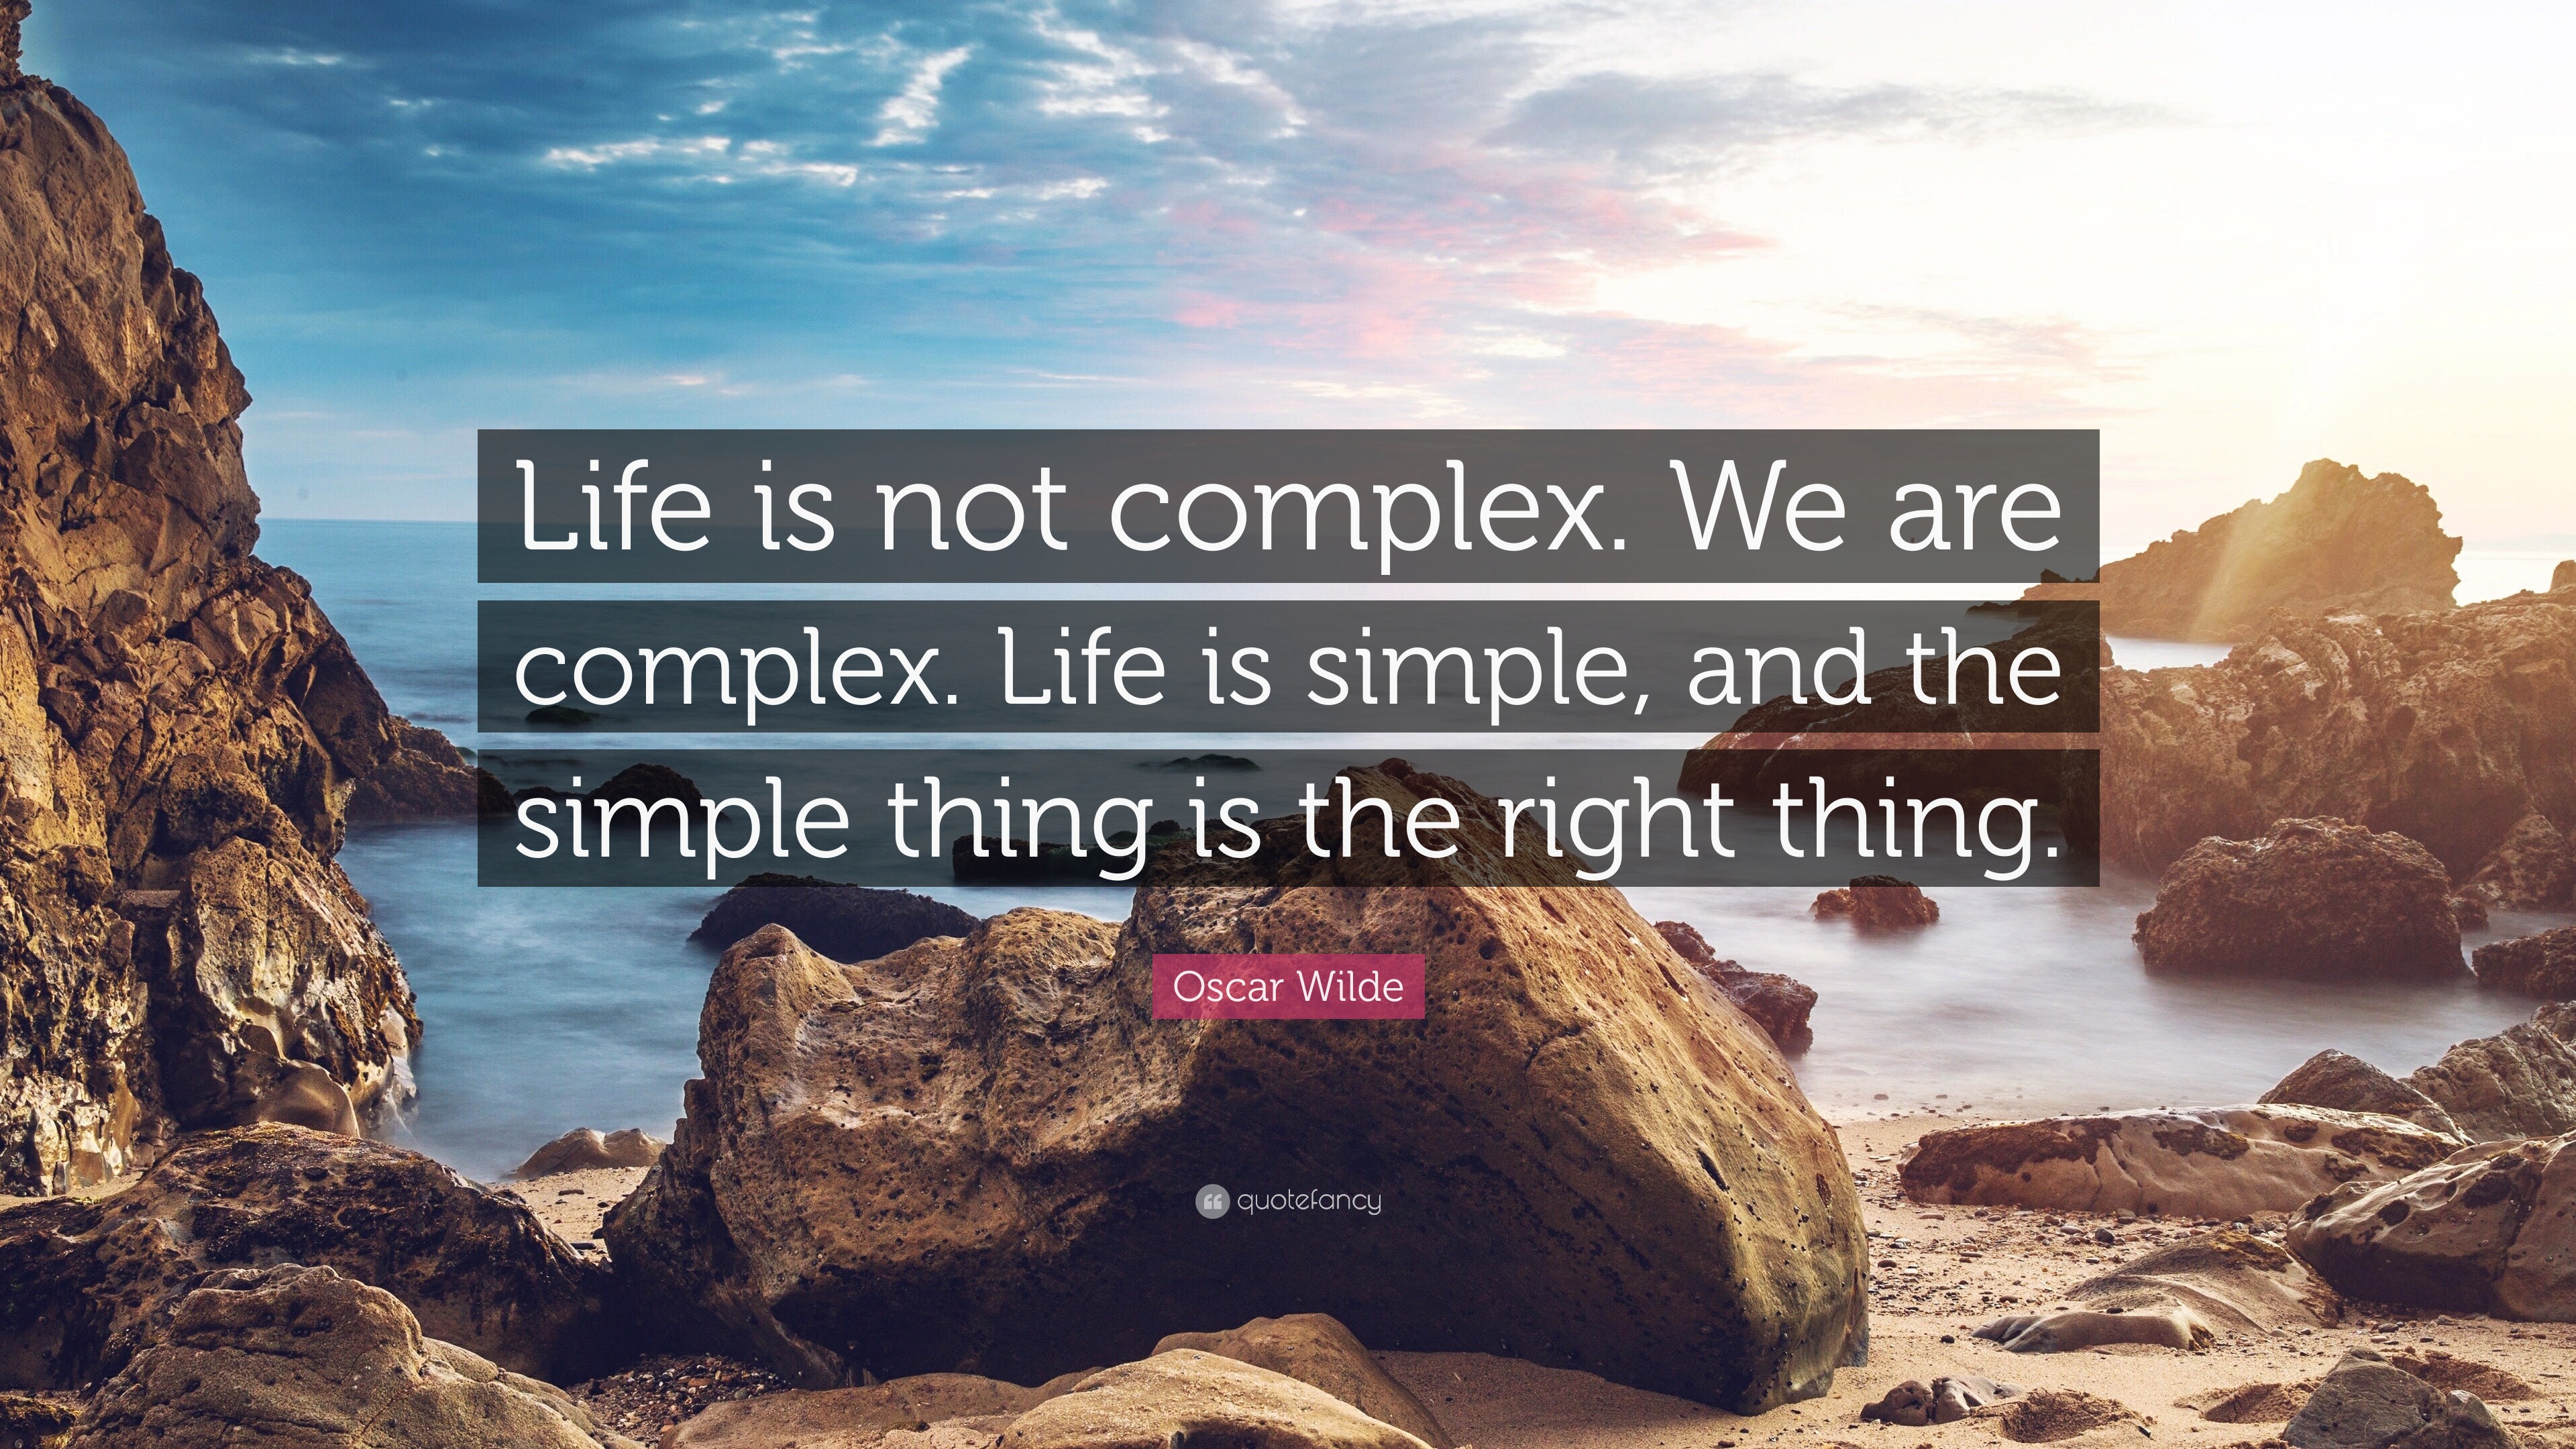 Life is not complex. We are
complex. Life is simple, and the
simple thing is the right thing.
Oscar Wilde
quotefancy